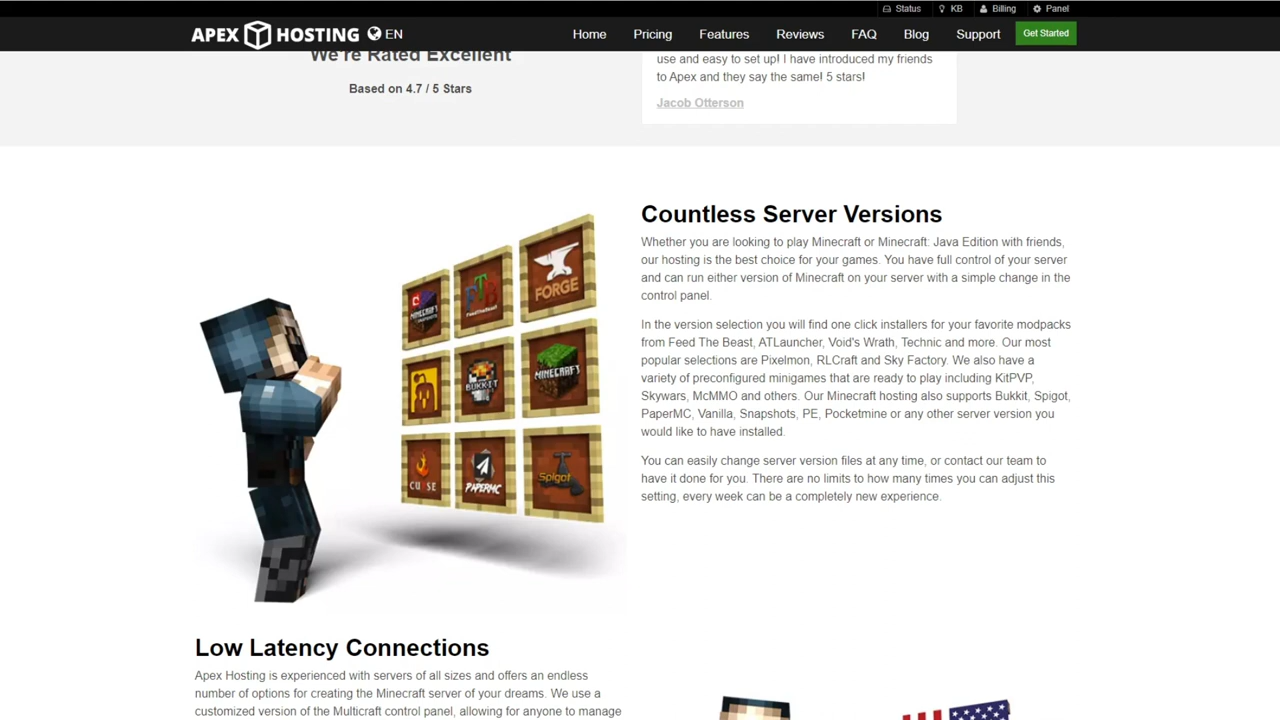 Status KB Billing Panel
APEX HOSTING EN Home Pricing Features Reviews FAQ Blog Support Get Started
We're Rated Excellent
Based on 4.7 / 5 Stars
use and easy to set up! I have introduced my friends
to Apex and they say the same! 5 stars!
Jacob Otterson
MINECRAFT
FTB
FeedTheBeast
FORGE
BUKKIT
MINECRAFT
CURSE
PAPERMC
Spigot
Countless Server Versions
Whether you are looking to play Minecraft or Minecraft: Java Edition with friends,
our hosting is the best choice for your games. You have full control of your server
and can run either version of Minecraft on your server with a simple change in the
control panel.
In the version selection you will find one click installers for your favorite modpacks
from Feed The Beast, ATLauncher, Void's Wrath, Technic and more. Our most
popular selections are Pixelmon, RLCraft and Sky Factory. We also have a
variety of preconfigured minigames that are ready to play including KitPVP,
Skywars, McMMO and others. Our Minecraft hosting also supports Bukkit, Spigot,
PaperMC, Vanilla, Snapshots, PE, Pocketmine or any other server version you
would like to have installed.
You can easily change server version files at any time, or contact our team to
have it done for you. There are no limits to how many times you can adjust this
setting, every week can be a completely new experience.
Low Latency Connections
Apex Hosting is experienced with servers of all sizes and offers an endless
number of options for creating the Minecraft server of your dreams. We use a
customized version of the Multicraft control panel, allowing for anyone to manage